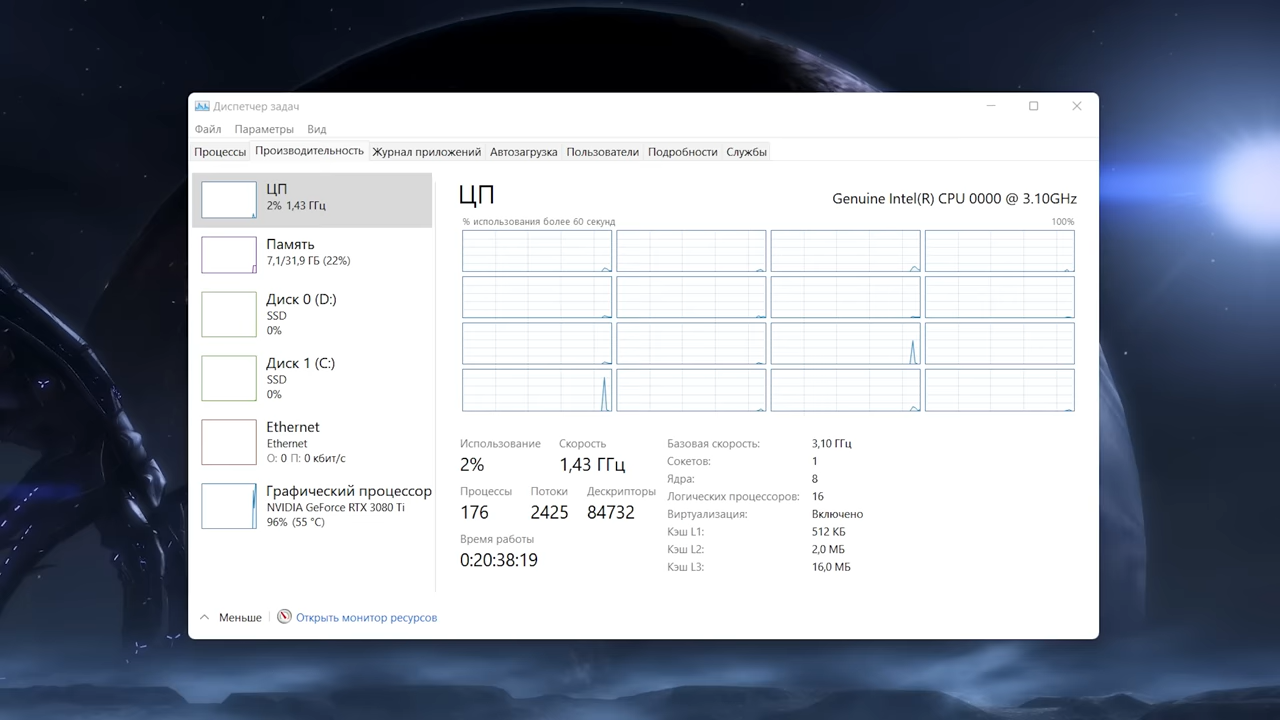 Диспетчер задач
Файл Параметры Вид
Процессы Производительность Журнал приложений Автозагрузка Пользователи Подробности Службы
ЦП
2% 1,43 ГГц
Память
7,1/31,9 ГБ (22%)
Диск 0 (D:)
SSD
0%
Диск 1 (C:)
SSD
0%
Ethernet
Ethernet
О: 0 П: 0 кбит/с
Графический процессор
NVIDIA GeForce RTX 3080 Ti
96% (55 °C)
ЦП
Genuine Intel(R) CPU 0000 @ 3.10GHz
% использования более 60 секунд 100%
Использование Скорость
2% 1,43 ГГц
Процессы Потоки Дескрипторы
176 2425 84732
Время работы
0:20:38:19
Базовая скорость: 3,10 ГГц
Сокетов: 1
Ядра: 8
Логических процессоров: 16
Виртуализация: Включено
Кэш L1: 512 КБ
Кэш L2: 2,0 МБ
Кэш L3: 16,0 МБ
Меньше Открыть монитор ресурсов